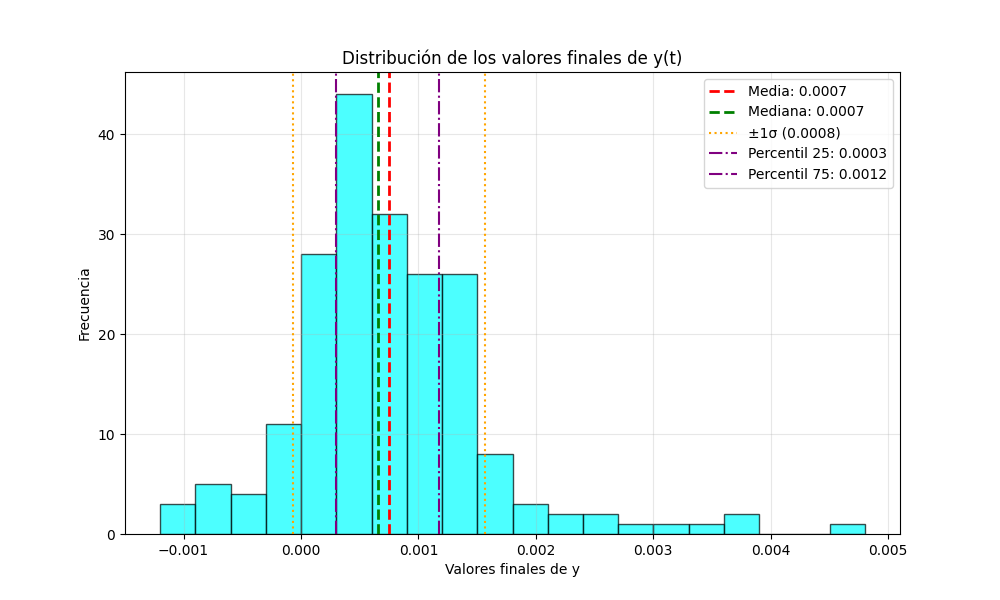 Distribución de los valores finales de y(t)
Media: 0.0007
Mediana: 0.0007
±1σ (0.0008)
Percentil 25: 0.0003
Percentil 75: 0.0012
Frecuencia
40
30
20
10
0
−0.001 0.000 0.001 0.002 0.003 0.004 0.005
Valores finales de y